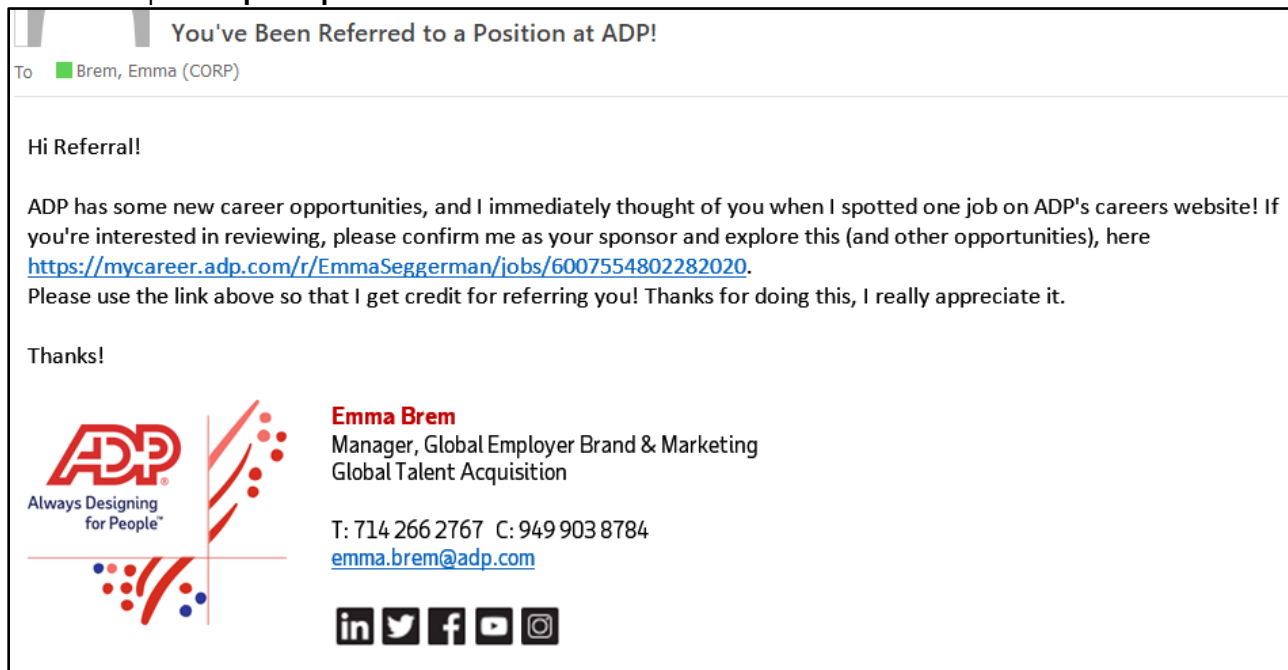 You've Been Referred to a Position at ADP!
To Brem, Emma (CORP)
Hi Referral!
ADP has some new career opportunities, and I immediately thought of you when I spotted one job on ADP's careers website! If
you're interested in reviewing, please confirm me as your sponsor and explore this (and other opportunities), here
https://mycareer.adp.com/r/EmmaSeggerman/jobs/6007554802282020.
Please use the link above so that I get credit for referring you! Thanks for doing this, I really appreciate it.
Thanks!
ADP®
Always Designing
for People™
Emma Brem
Manager, Global Employer Brand & Marketing
Global Talent Acquisition
T: 714 266 2767 C: 949 903 8784
emma.brem@adp.com